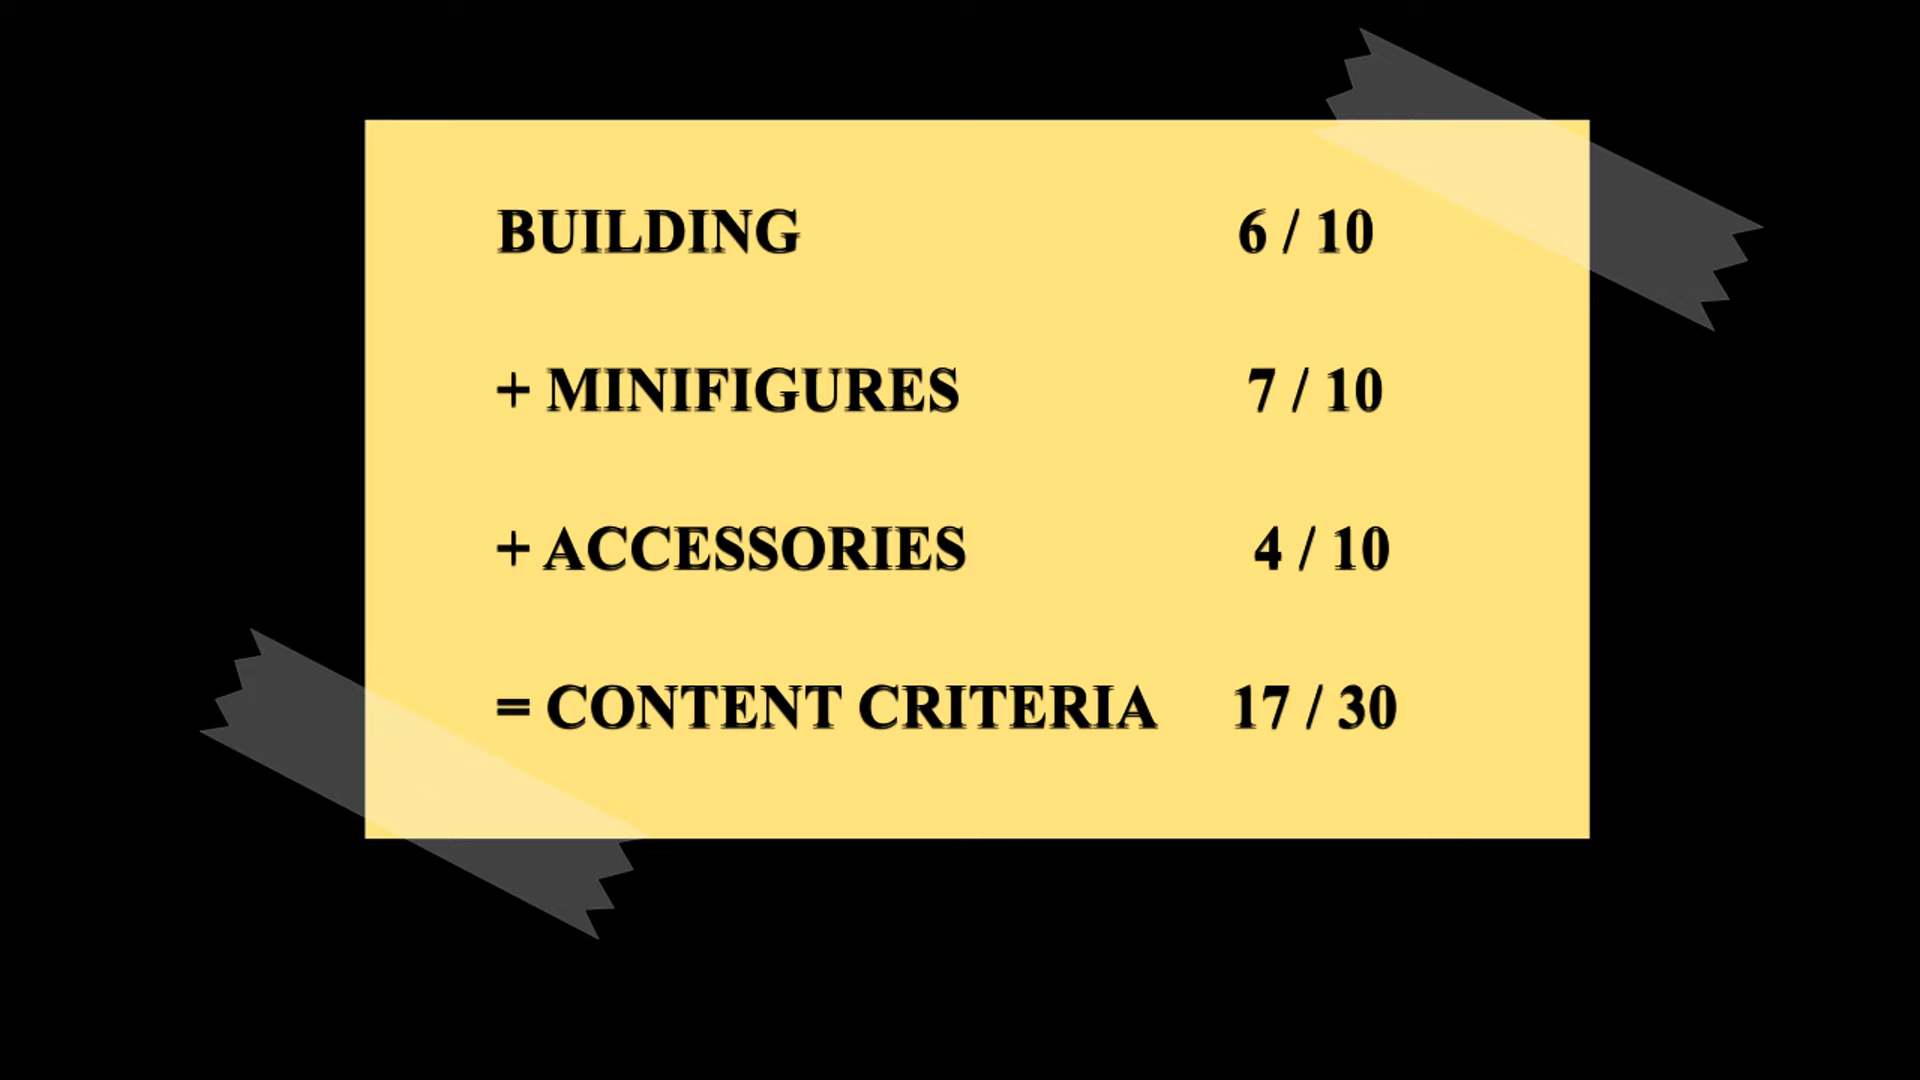 BUILDING 6 / 10
+ MINIFIGURES 7 / 10
+ ACCESSORIES 4 / 10
= CONTENT CRITERIA 17 / 30